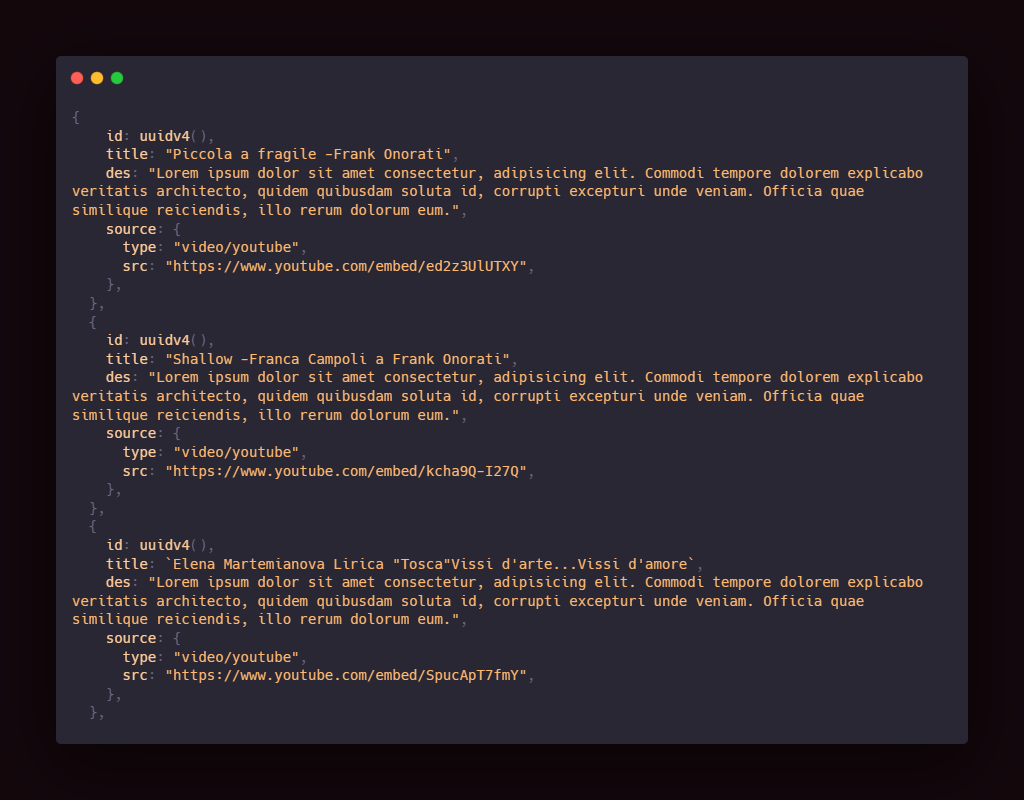 {
    id: uuidv4(),
    title: "Piccola a fragile -Frank Onorati",
    des: "Lorem ipsum dolor sit amet consectetur, adipisicing elit. Commodi tempore dolorem explicabo
veritatis architecto, quidem quibusdam soluta id, corrupti excepturi unde veniam. Officia quae
similique reiciendis, illo rerum dolorum eum.",
    source: {
      type: "video/youtube",
      src: "https://www.youtube.com/embed/ed2z3UlUTXY",
    },
  },
  {
    id: uuidv4(),
    title: "Shallow -Franca Campoli a Frank Onorati",
    des: "Lorem ipsum dolor sit amet consectetur, adipisicing elit. Commodi tempore dolorem explicabo
veritatis architecto, quidem quibusdam soluta id, corrupti excepturi unde veniam. Officia quae
similique reiciendis, illo rerum dolorum eum.",
    source: {
      type: "video/youtube",
      src: "https://www.youtube.com/embed/kcha9Q-I27Q",
    },
  },
  {
    id: uuidv4(),
    title: `Elena Martemianova Lirica "Tosca"Vissi d'arte...Vissi d'amore`,
    des: "Lorem ipsum dolor sit amet consectetur, adipisicing elit. Commodi tempore dolorem explicabo
veritatis architecto, quidem quibusdam soluta id, corrupti excepturi unde veniam. Officia quae
similique reiciendis, illo rerum dolorum eum.",
    source: {
      type: "video/youtube",
      src: "https://www.youtube.com/embed/SpucApT7fmY",
    },
  },